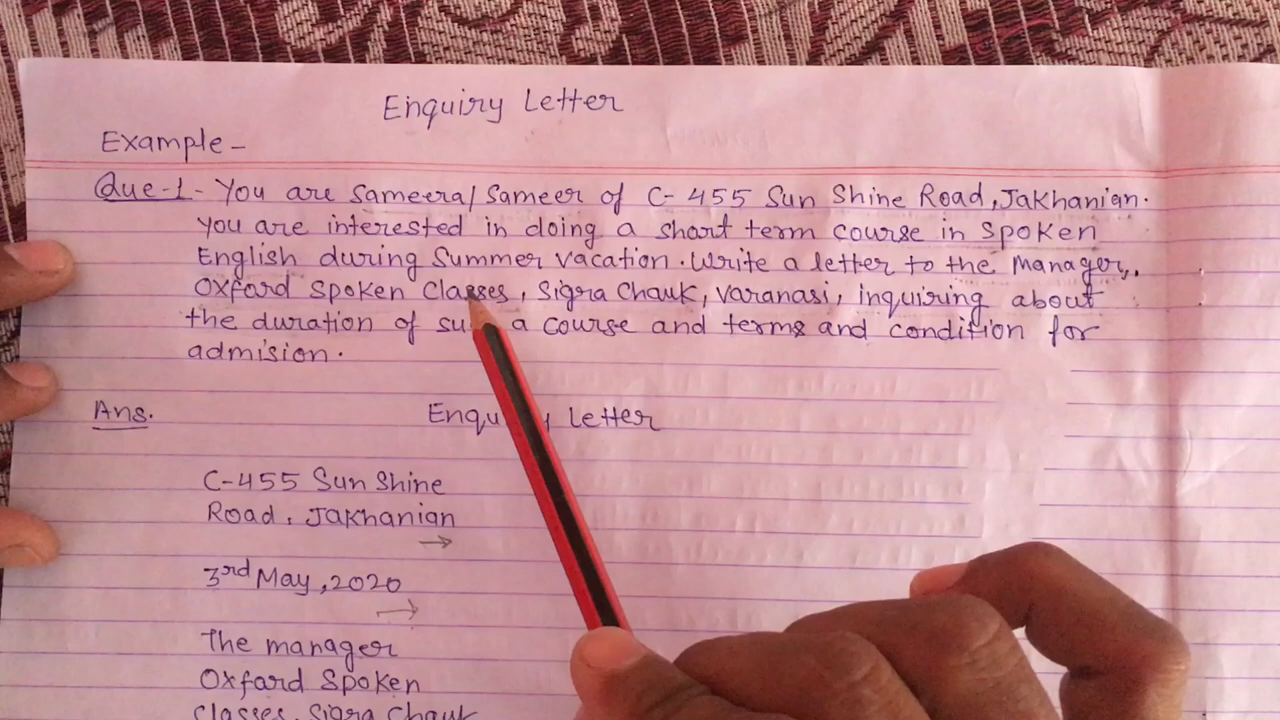 Enquiry Letter
Example -
Que-1 - You are Sameera/Sameer of C-455 Sun Shine Road, Jakhanian.
You are interested in doing a short term course in Spoken
English during Summer vacation. Write a letter to the Manager,.
Oxford Spoken Classes, Sigra Chauk, Varanasi, inquiring about
the duration of a course and terms and condition for
admision.
Ans. Letter
C-455 Sun Shine
Road, Jakhanian
3rd May, 2020
The manager
Oxford Spoken
Classes, Sigra Chauk